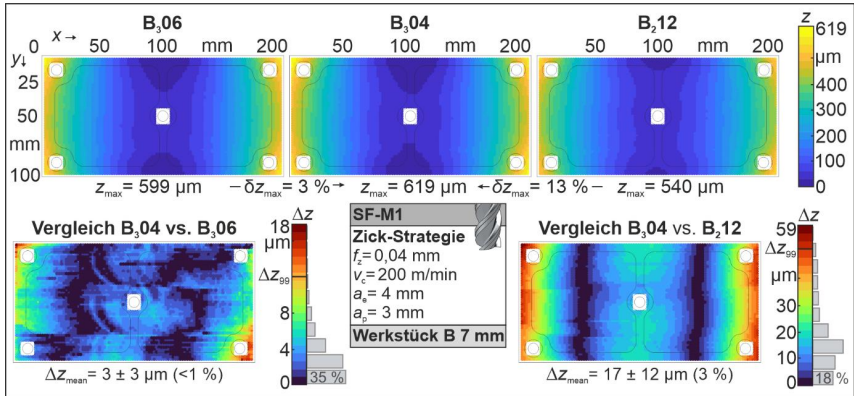 B₃06 B₃04 B₂12
x→ z
0 50 100 mm 200 50 100 mm 200 50 100 mm 200 619
y↓ µm
25 400
50 300
mm 200
100 100
0
z_max = 599 µm –δz_max = 3 %→ z_max = 619 µm ←δz_max = 13 %– z_max = 540 µm
Vergleich B₃04 vs. B₃06 Δz
18
µm
Δz₉₉
8
4
0
35 %
Δz_mean = 3 ± 3 µm (<1 %)
SF-M1
Zick-Strategie
f_z = 0,04 mm
v_c = 200 m/min
a_e = 4 mm
a_p = 3 mm
Werkstück B 7 mm
Vergleich B₃04 vs. B₂12 Δz
59
Δz₉₉
µm
30
20
10
0
18 %
Δz_mean = 17 ± 12 µm (3 %)